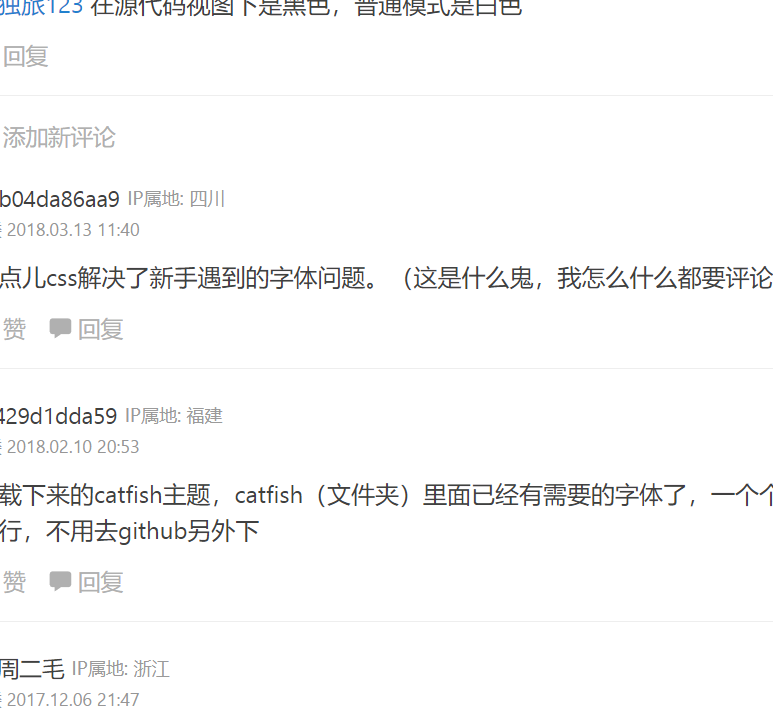 独旅123 在源代码视图下是黑色，普通模式是白色
回复
添加新评论
b04da86aa9 IP属地: 四川
2018.03.13 11:40
点儿css解决了新手遇到的字体问题。（这是什么鬼，我怎么什么都要评论
赞 回复
429d1dda59 IP属地: 福建
2018.02.10 20:53
载下来的catfish主题，catfish（文件夹）里面已经有需要的字体了，一个个
行，不用去github另外下
赞 回复
周二毛 IP属地: 浙江
2017.12.06 21:47